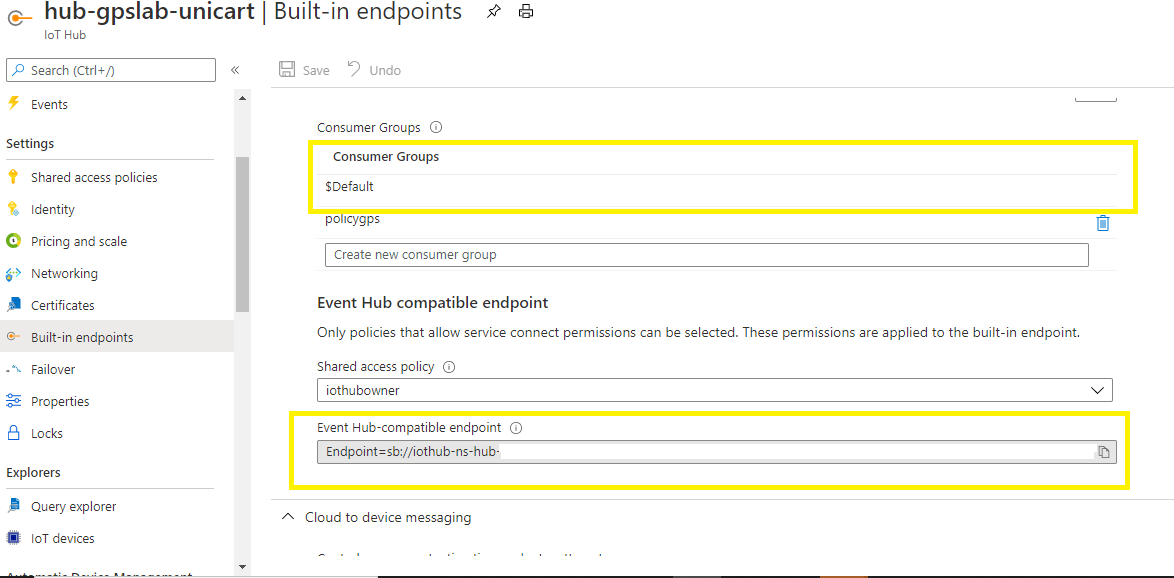 hub-gpslab-unicart | Built-in endpoints
IoT Hub
Search (Ctrl+/)
«
Events
Settings
Shared access policies
Identity
Pricing and scale
Networking
Certificates
Built-in endpoints
Failover
Properties
Locks
Explorers
Query explorer
IoT devices
Automatic Device Management
Save
Undo
Consumer Groups
Consumer Groups
$Default
policygps
Create new consumer group
Event Hub compatible endpoint
Only policies that allow service connect permissions can be selected. These permissions are applied to the built-in endpoint.
Shared access policy
iothubowner
Event Hub-compatible endpoint
Endpoint=sb://iothub-ns-hub-
Cloud to device messaging